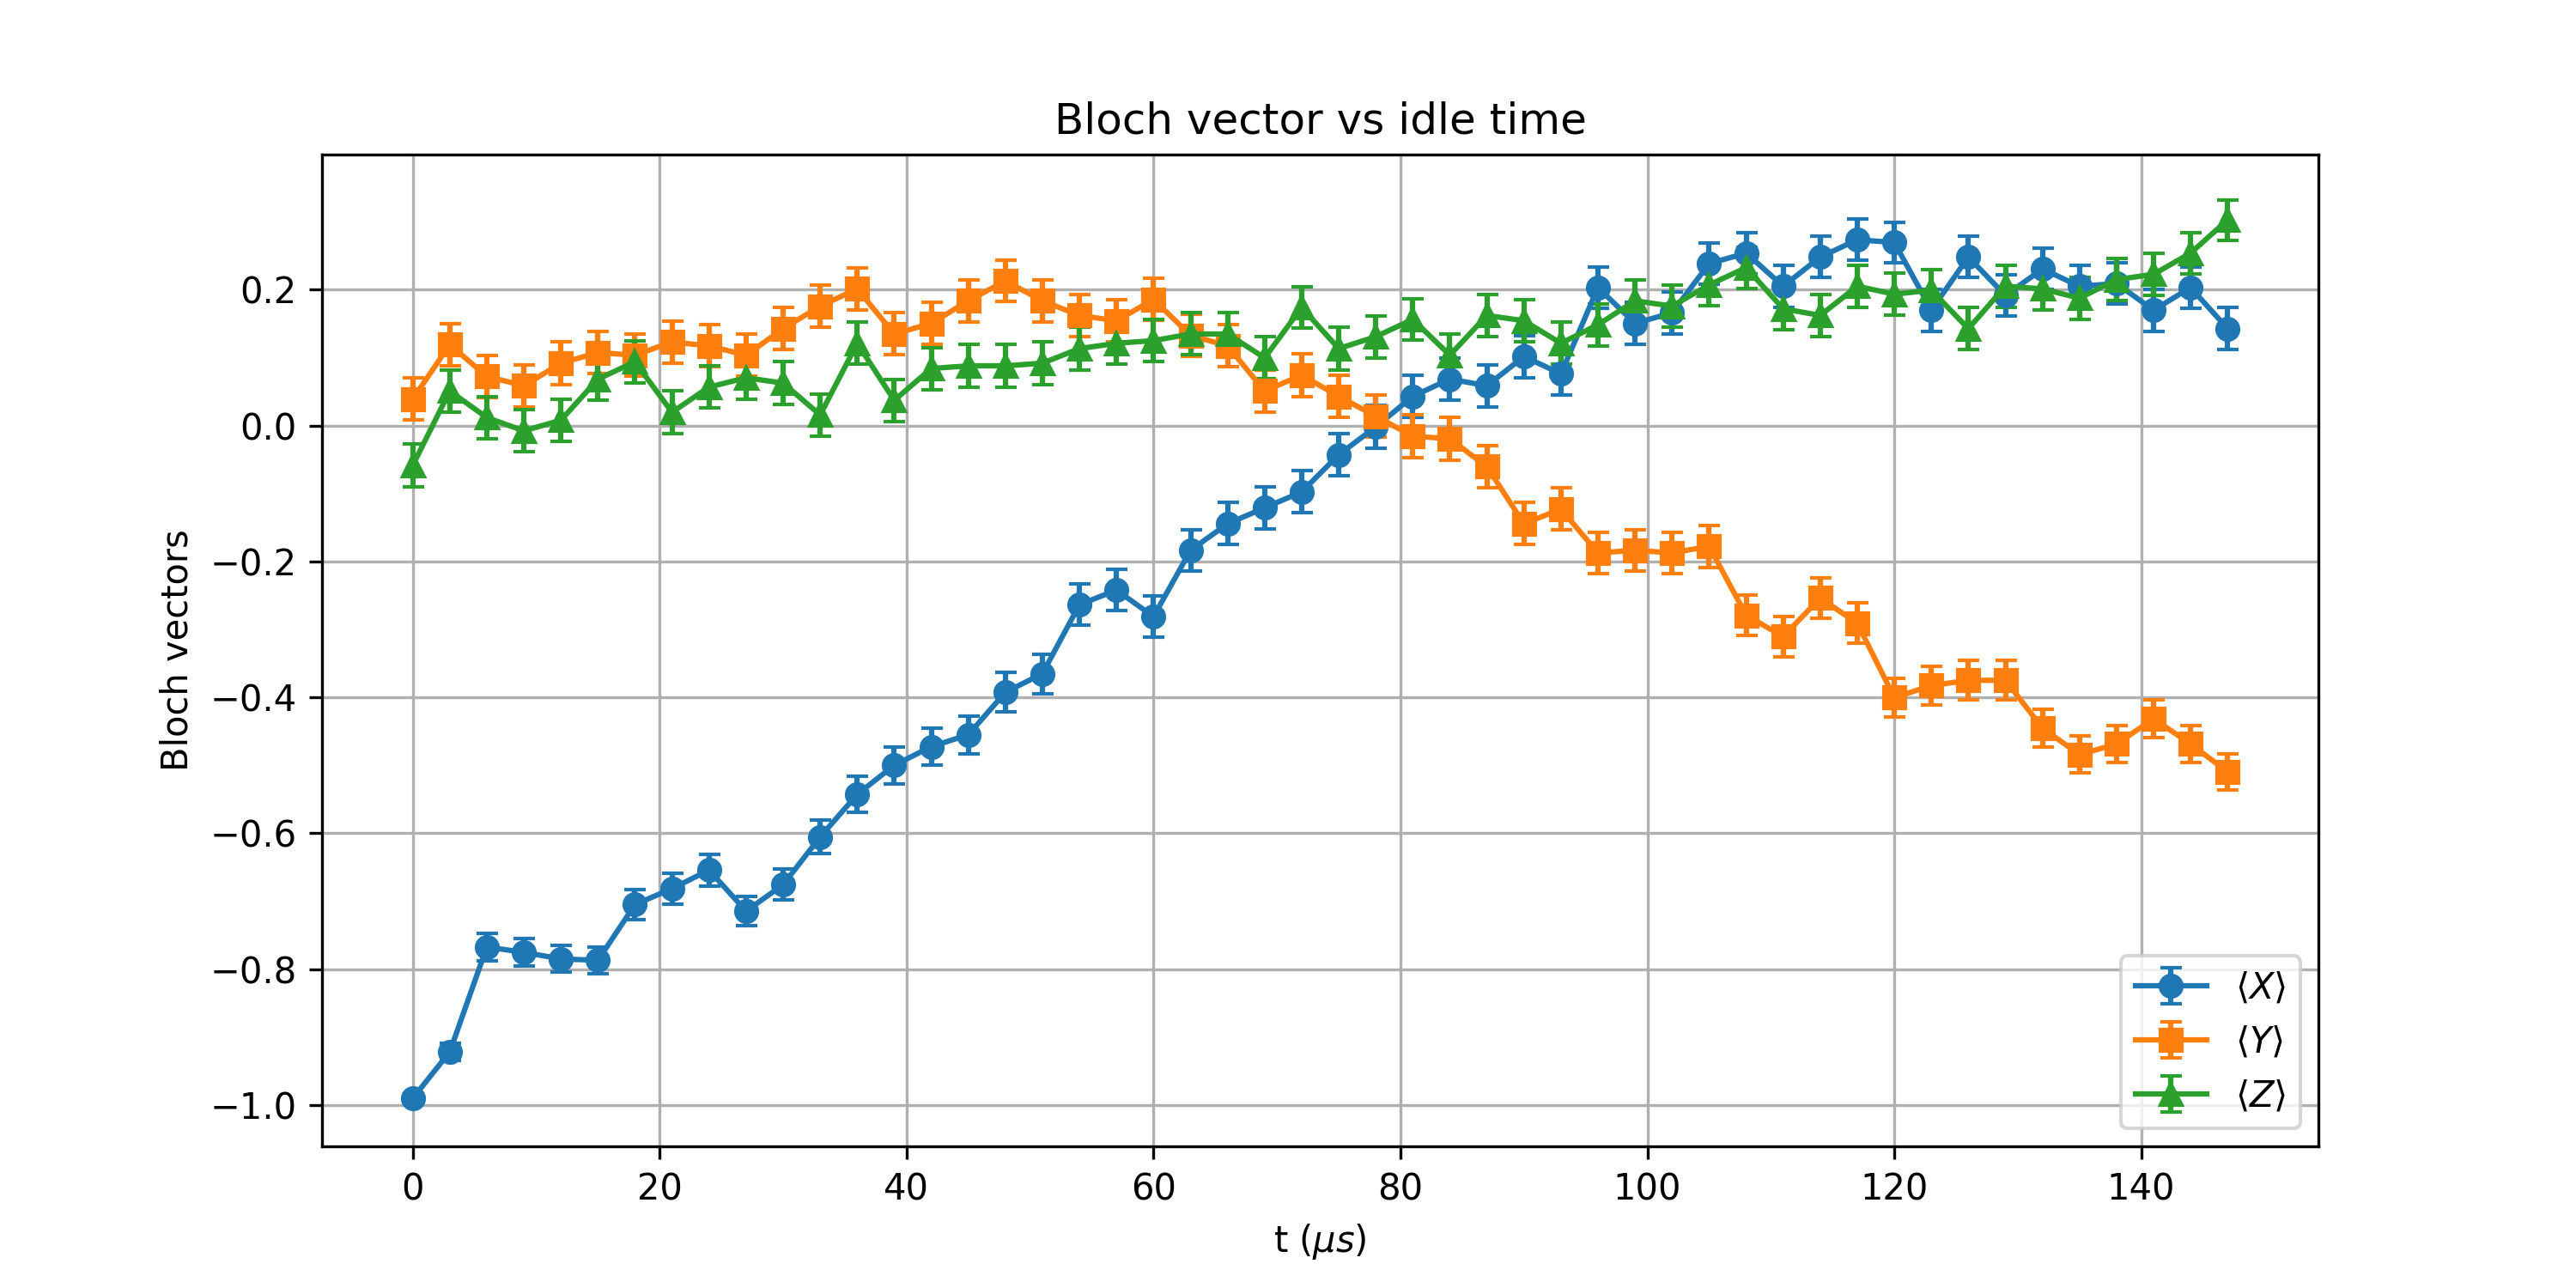 Bloch vector vs idle time
Bloch vectors
0.2
0.0
−0.2
−0.4
−0.6
−0.8
−1.0
0 20 40 60 80 100 120 140
t (μs)
⟨X⟩
⟨Y⟩
⟨Z⟩